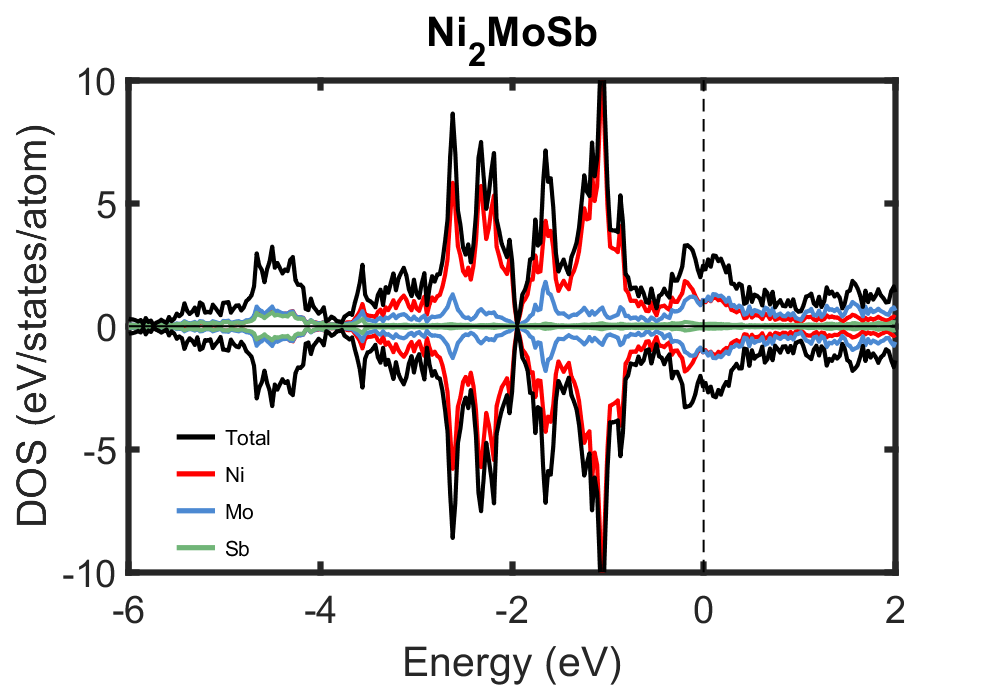 Ni₂MoSb
DOS (eV/states/atom)
10
5
0
-5
-10
Total
Ni
Mo
Sb
-6 -4 -2 0 2
Energy (eV)